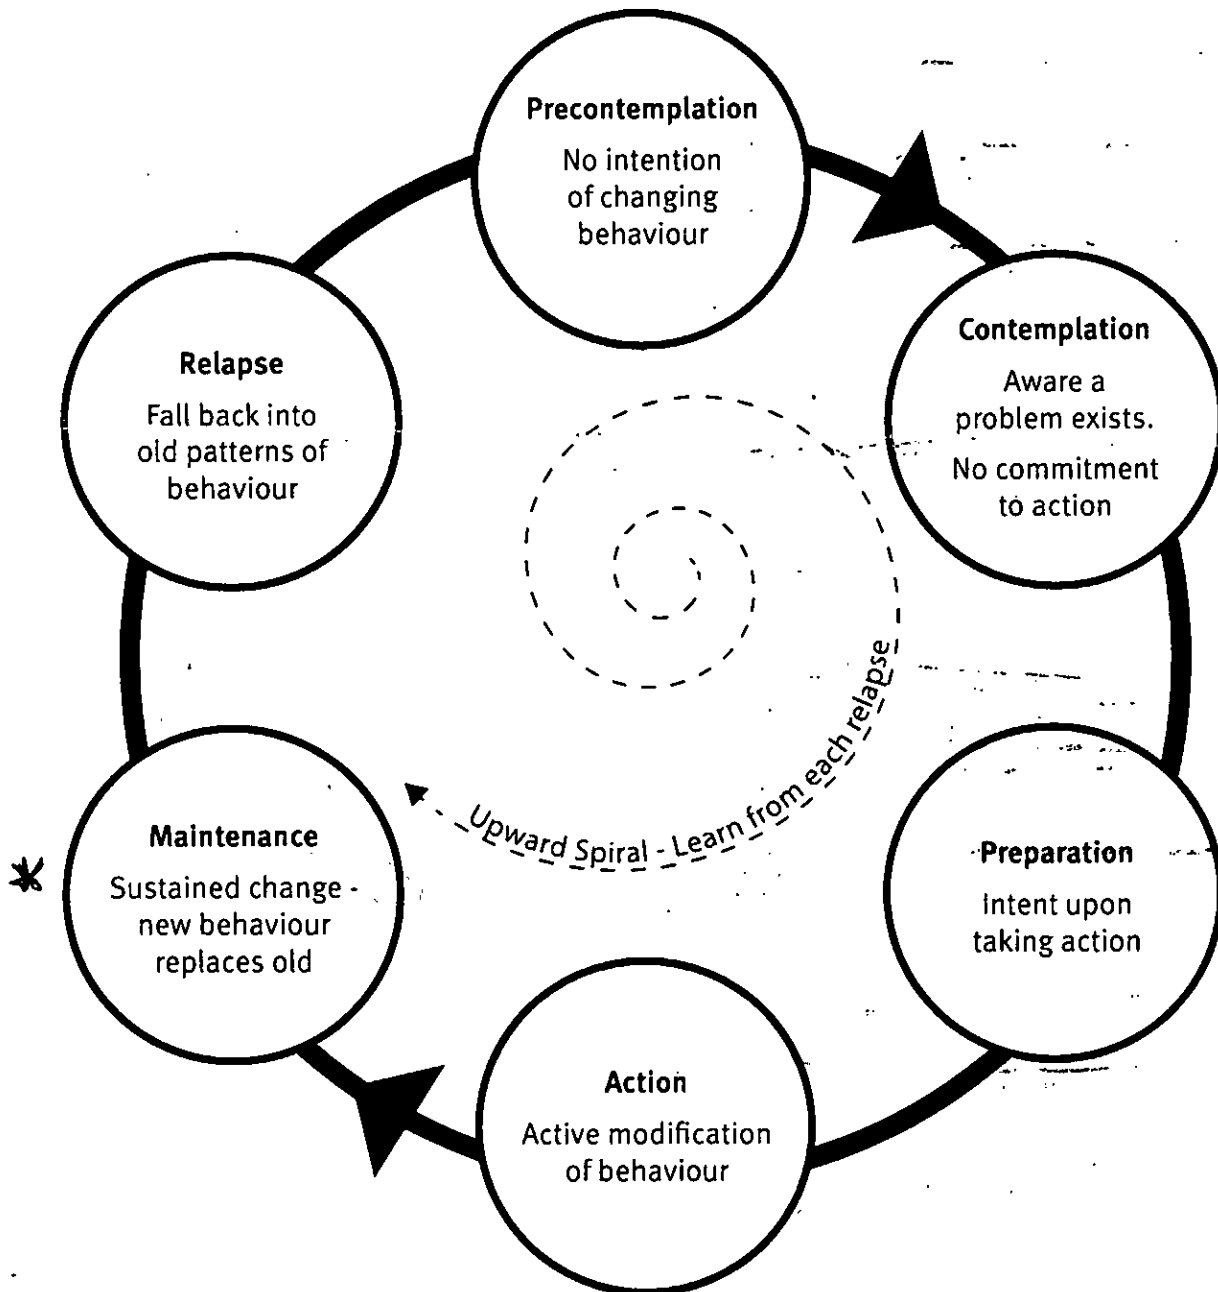 Precontemplation
No intention
of changing
behaviour
Contemplation
Aware a
problem exists.
No commitment
to action
Preparation
Intent upon
taking action
Action
Active modification
of behaviour
Maintenance
Sustained change -
new behaviour
replaces old
Relapse
Fall back into
old patterns of
behaviour
Upward Spiral - Learn from each relapse